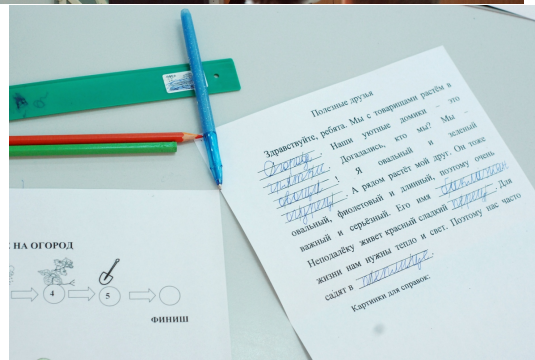 Полезные друзья
Здравствуйте, ребята. Мы с товарищами растём в
огороде. Наши уютные домики – это
грядки. Догадались, кто мы? Мы –
овощи! Я овальный и зеленый
огурец. А рядом растёт мой друг. Он тоже
овальный, фиолетовый и длинный, поэтому очень
важный и серьёзный. Его имя баклажан.
Неподалёку живет красный сладкий перец. Для
жизни нам нужны тепло и свет. Поэтому нас часто
садят в теплице.
Картинки для справок:
НА ОГОРОД
4
5
ФИНИШ